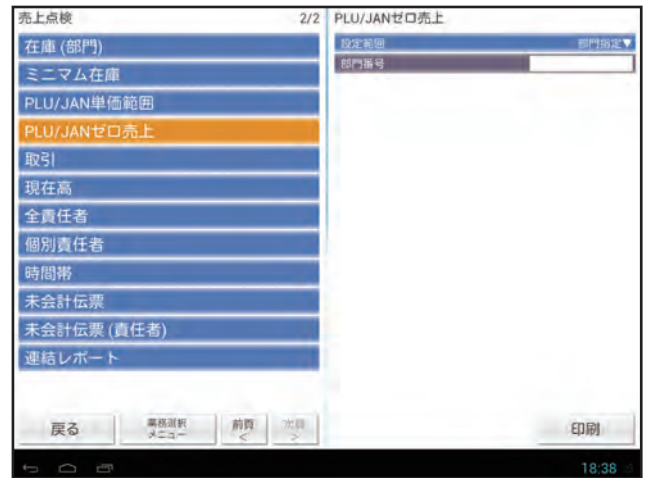 売上点検 2/2
在庫 (部門)
ミニマム在庫
PLU/JAN単価範囲
PLU/JANゼロ売上
取引
現在高
全責任者
個別責任者
時間帯
未会計伝票
未会計伝票 (責任者)
連結レポート
戻る
業務選択
メニュー
前頁
<
次頁
>
PLU/JANゼロ売上
設定範囲 部門指定▼
部門番号
印刷
18:38